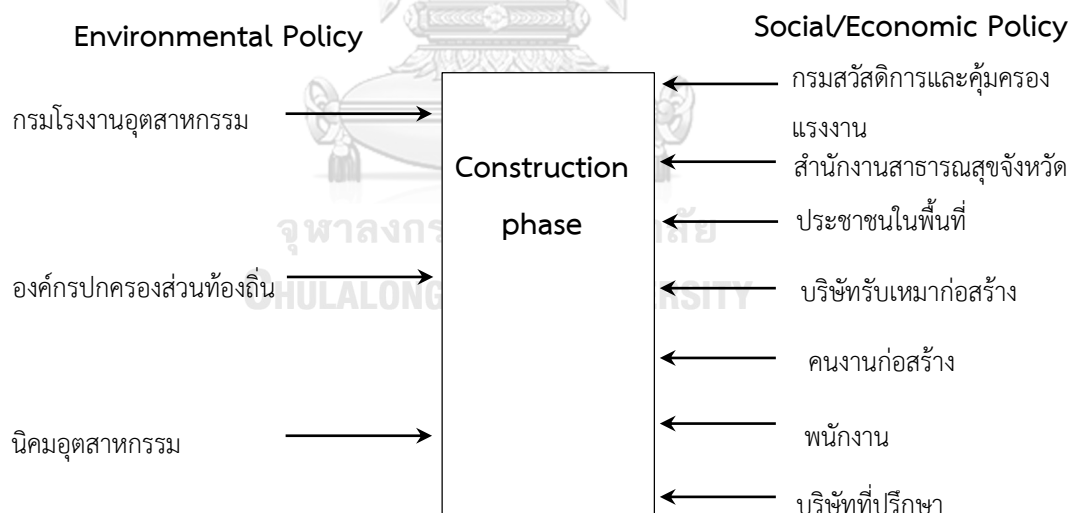 Environmental Policy
Social/Economic Policy
กรมโรงงานอุตสาหกรรม
องค์กรปกครองส่วนท้องถิ่น
นิคมอุตสาหกรรม
Construction
phase
กรมสวัสดิการและคุ้มครอง
แรงงาน
สำนักงานสาธารณสุขจังหวัด
ประชาชนในพื้นที่
บริษัทรับเหมาก่อสร้าง
คนงานก่อสร้าง
พนักงาน
บริษัทที่ปรึกษา